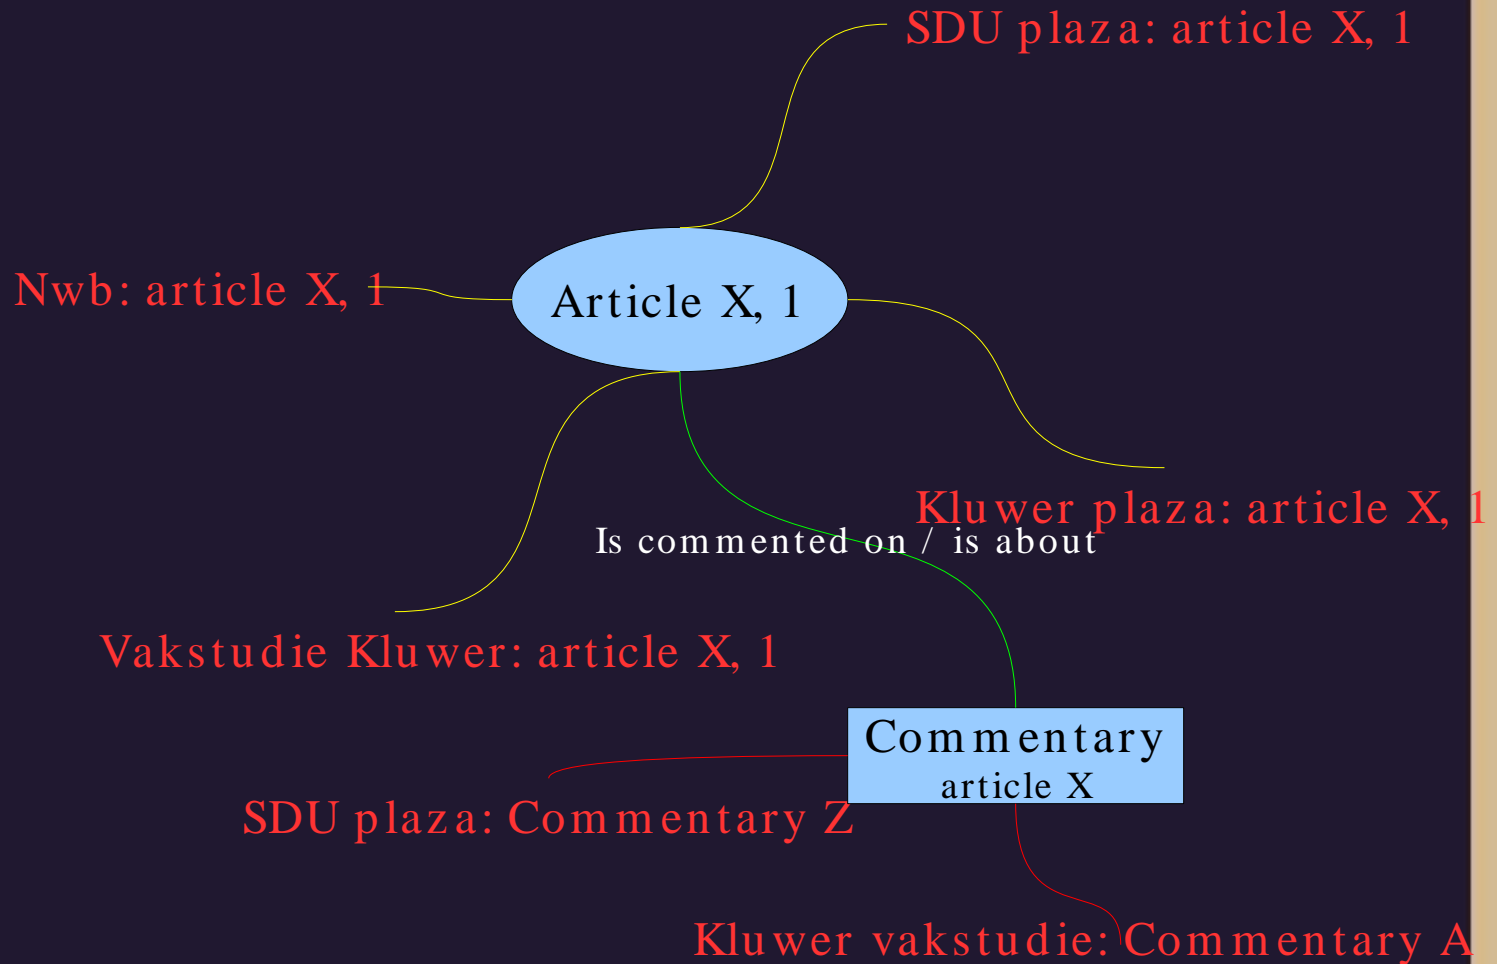 SDU plaza: article X, 1
Nwb: article X, 1
Article X, 1
Kluwer plaza: article X, 1
Is commented on / is about
Vakstudie Kluwer: article X, 1
Commentary
article X
SDU plaza: Commentary Z
Kluwer vakstudie: Commentary A